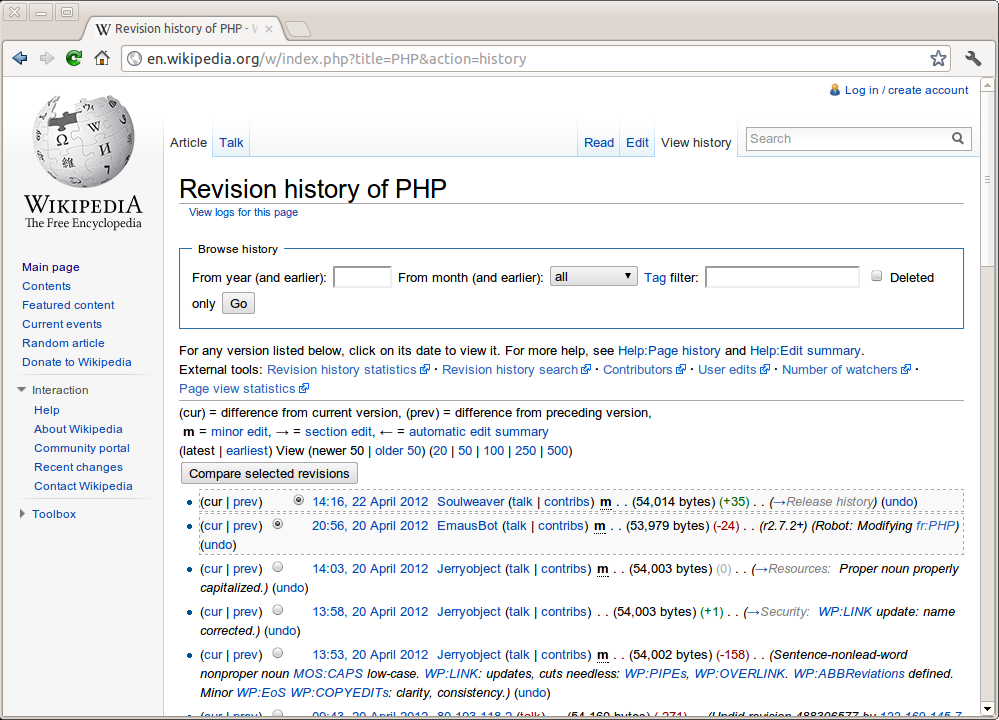 Revision history of PHP - W
en.wikipedia.org/w/index.php?title=PHP&action=history
Log in / create account
Article Talk Read Edit View history Search
WIKIPEDIA
The Free Encyclopedia
Main page
Contents
Featured content
Current events
Random article
Donate to Wikipedia
Interaction
Help
About Wikipedia
Community portal
Recent changes
Contact Wikipedia
Toolbox
Revision history of PHP
View logs for this page
Browse history
From year (and earlier): From month (and earlier): all Tag filter: Deleted
only Go
For any version listed below, click on its date to view it. For more help, see Help:Page history and Help:Edit summary.
External tools: Revision history statistics · Revision history search · Contributors · User edits · Number of watchers ·
Page view statistics
(cur) = difference from current version, (prev) = difference from preceding version,
m = minor edit, → = section edit, ← = automatic edit summary
(latest | earliest) View (newer 50 | older 50) (20 | 50 | 100 | 250 | 500)
Compare selected revisions
(cur | prev) 14:16, 22 April 2012 Soulweaver (talk | contribs) m . . (54,014 bytes) (+35) . . (→Release history) (undo)
(cur | prev) 20:56, 20 April 2012 EmausBot (talk | contribs) m . . (53,979 bytes) (-24) . . (r2.7.2+) (Robot: Modifying fr:PHP)
(undo)
(cur | prev) 14:03, 20 April 2012 Jerryobject (talk | contribs) m . . (54,003 bytes) (0) . . (→Resources: Proper noun properly
capitalized.) (undo)
(cur | prev) 13:58, 20 April 2012 Jerryobject (talk | contribs) . . (54,003 bytes) (+1) . . (→Security: WP:LINK update: name
corrected.) (undo)
(cur | prev) 13:53, 20 April 2012 Jerryobject (talk | contribs) m . . (54,002 bytes) (-158) . . (Sentence-nonlead-word
nonproper noun MOS:CAPS low-case. WP:LINK: updates, cuts needless: WP:PIPEs, WP:OVERLINK. WP:ABBReviations defined.
Minor WP:EoS WP:COPYEDITs: clarity, consistency.) (undo)